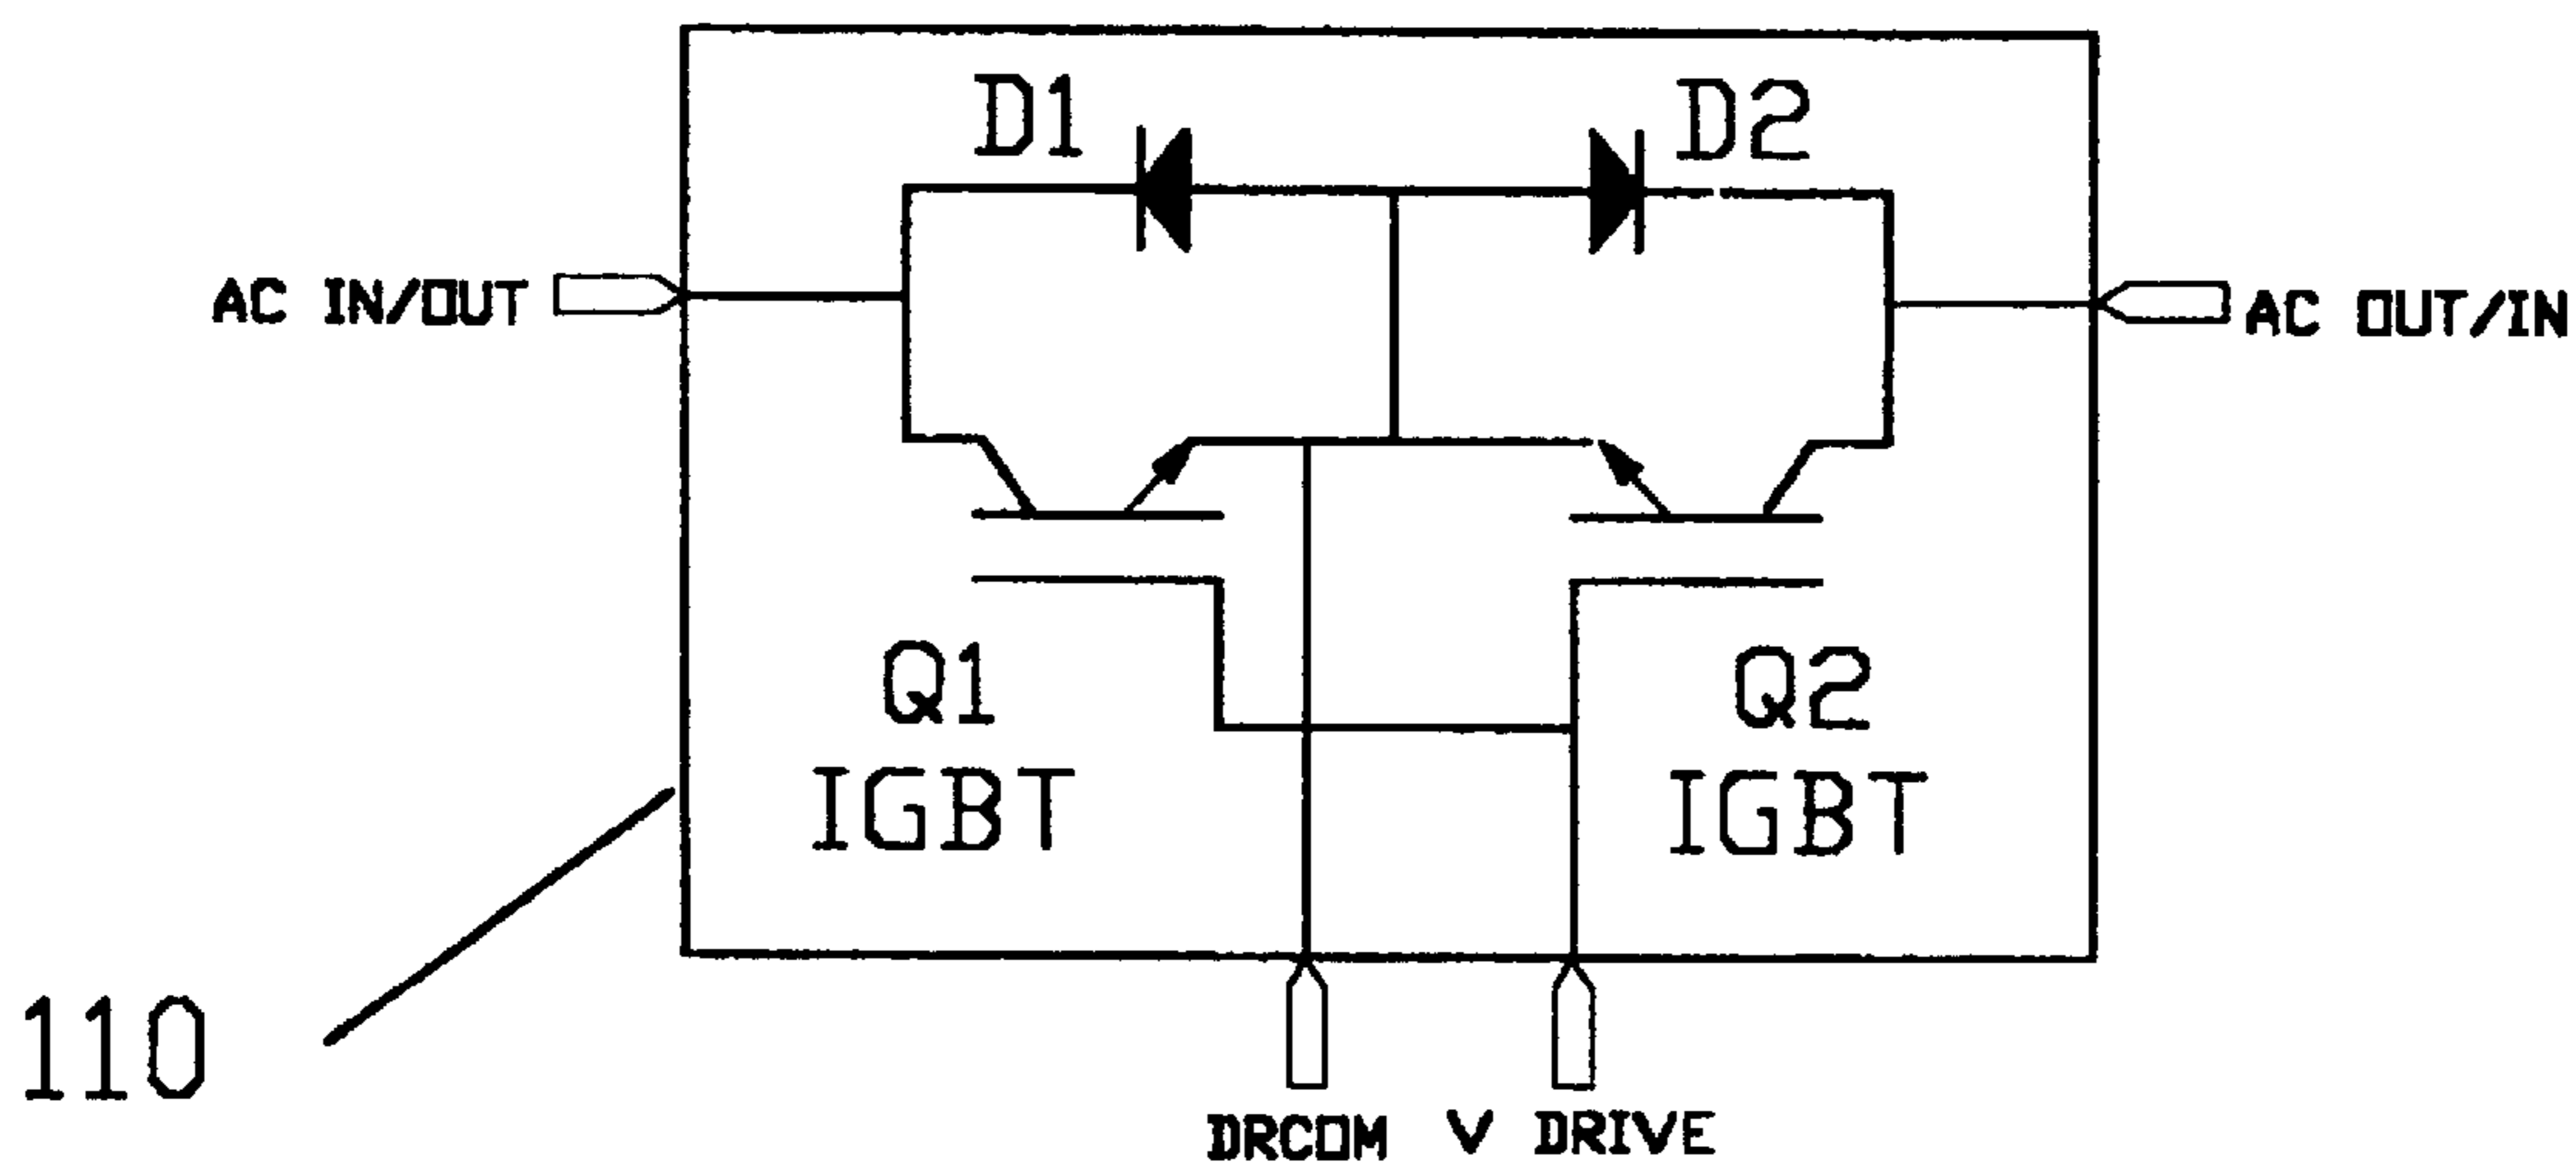 D1
D2
AC IN/OUT
AC OUT/IN
Q1
IGBT
Q2
IGBT
110
DRCOM
V DRIVE